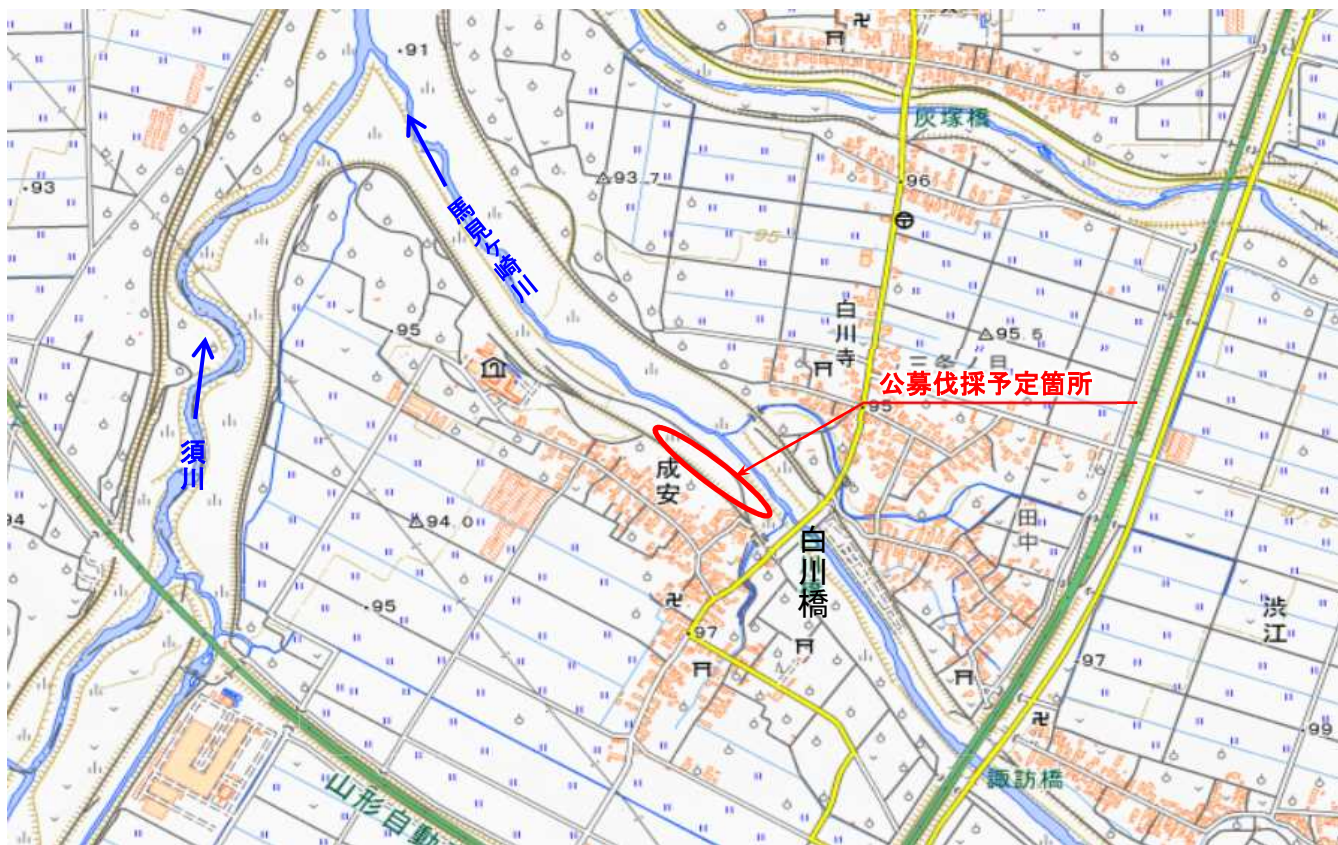 91
灰塚橋
93
93.7
96
95
馬見ヶ崎川
白川寺
95.5
95
三条ノ目
公募伐採予定箇所
95
須川
成安
94
94.0
田中
97.5
白川橋
95
渋江
97
97
99
諏訪橋
山形自動